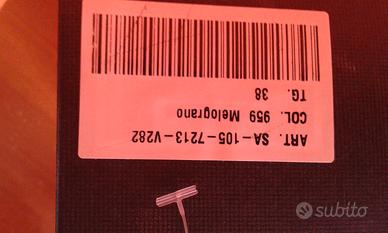 ART. SA-105-7213-V282
COL. 959 Melograno
TG. 38
subito